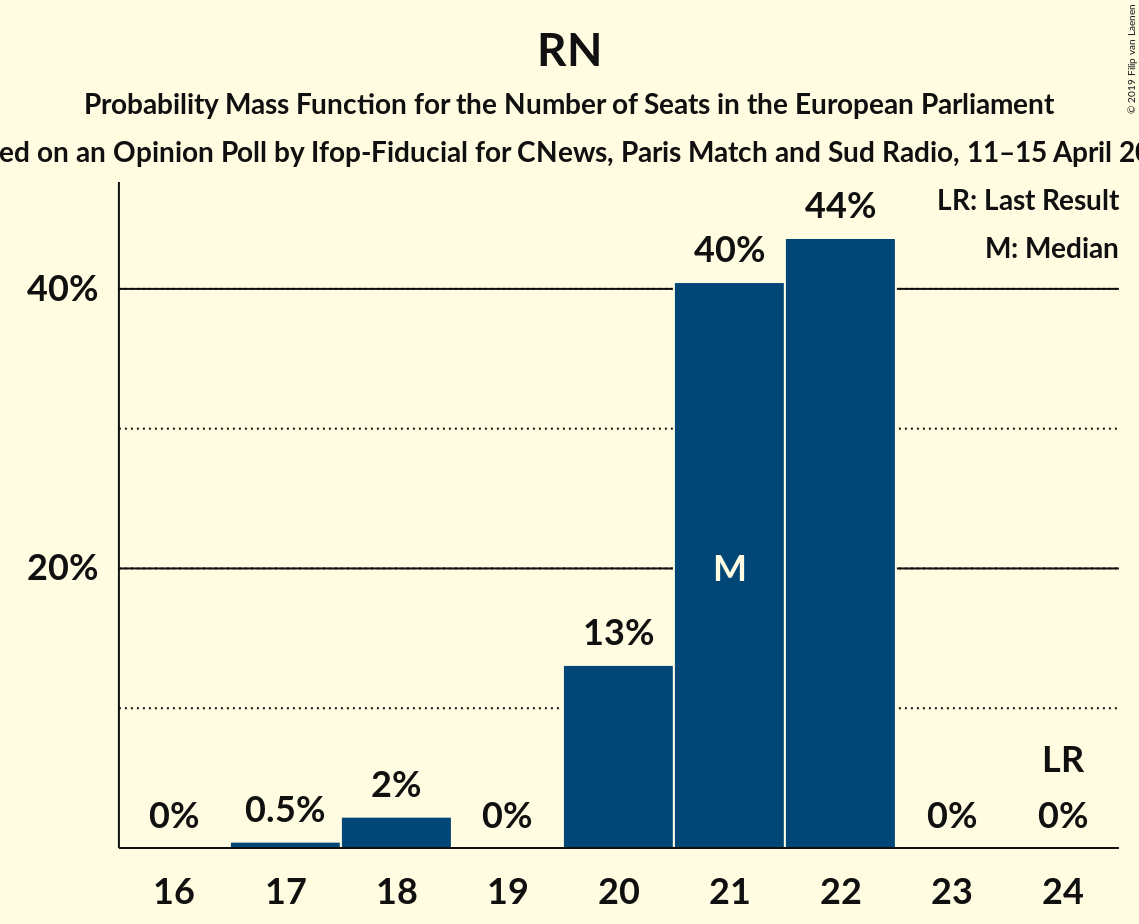 RN
Probability Mass Function for the Number of Seats in the European Parliament
on an Opinion Poll by Ifop-Fiducial for CNews, Paris Match and Sud Radio, 11–15 April
© 2019 Filip van Laenen
LR: Last Result
M: Median
44%
40%
40%
M
20%
13%
LR
0%
0.5%
2%
0%
0%
0%
16 17 18 19 20 21 22 23 24